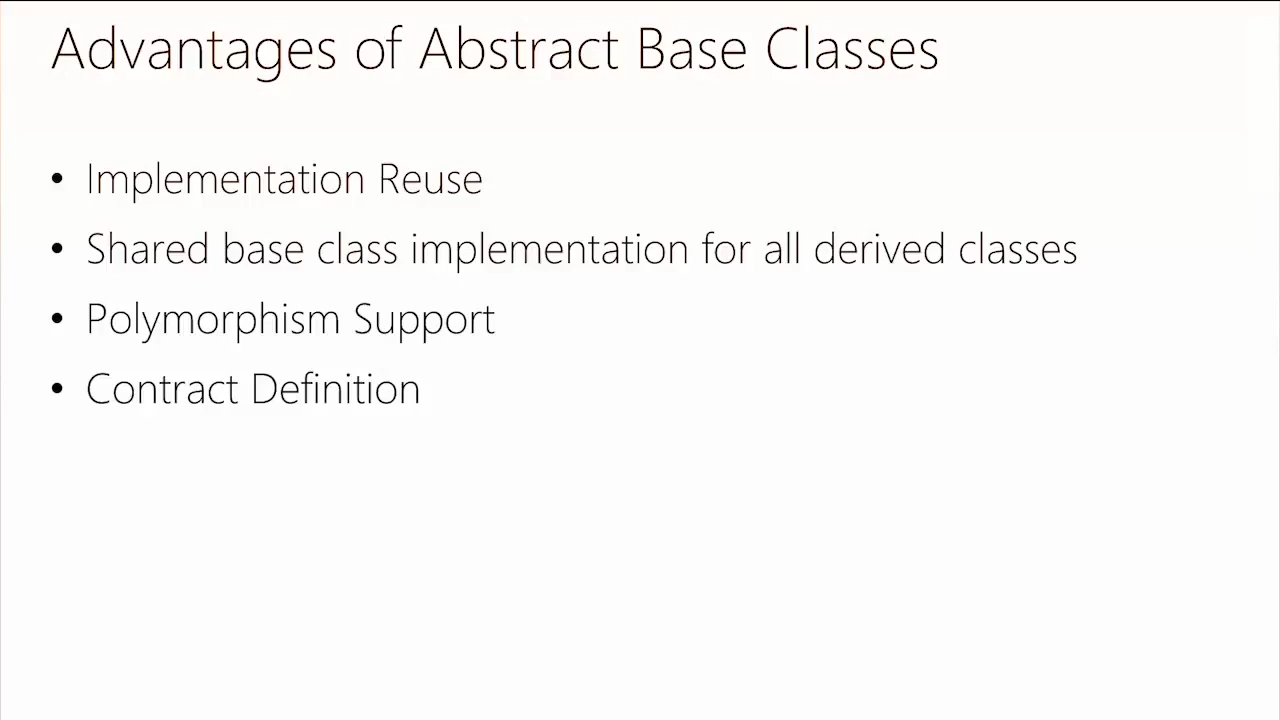 Advantages of Abstract Base Classes
• Implementation Reuse
• Shared base class implementation for all derived classes
• Polymorphism Support
• Contract Definition